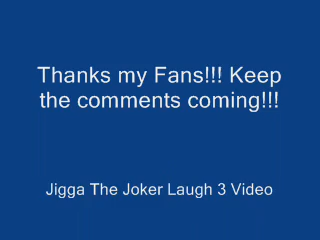 Thanks my Fans!!! Keep
the comments coming!!!
Jigga The Joker Laugh 3 Video